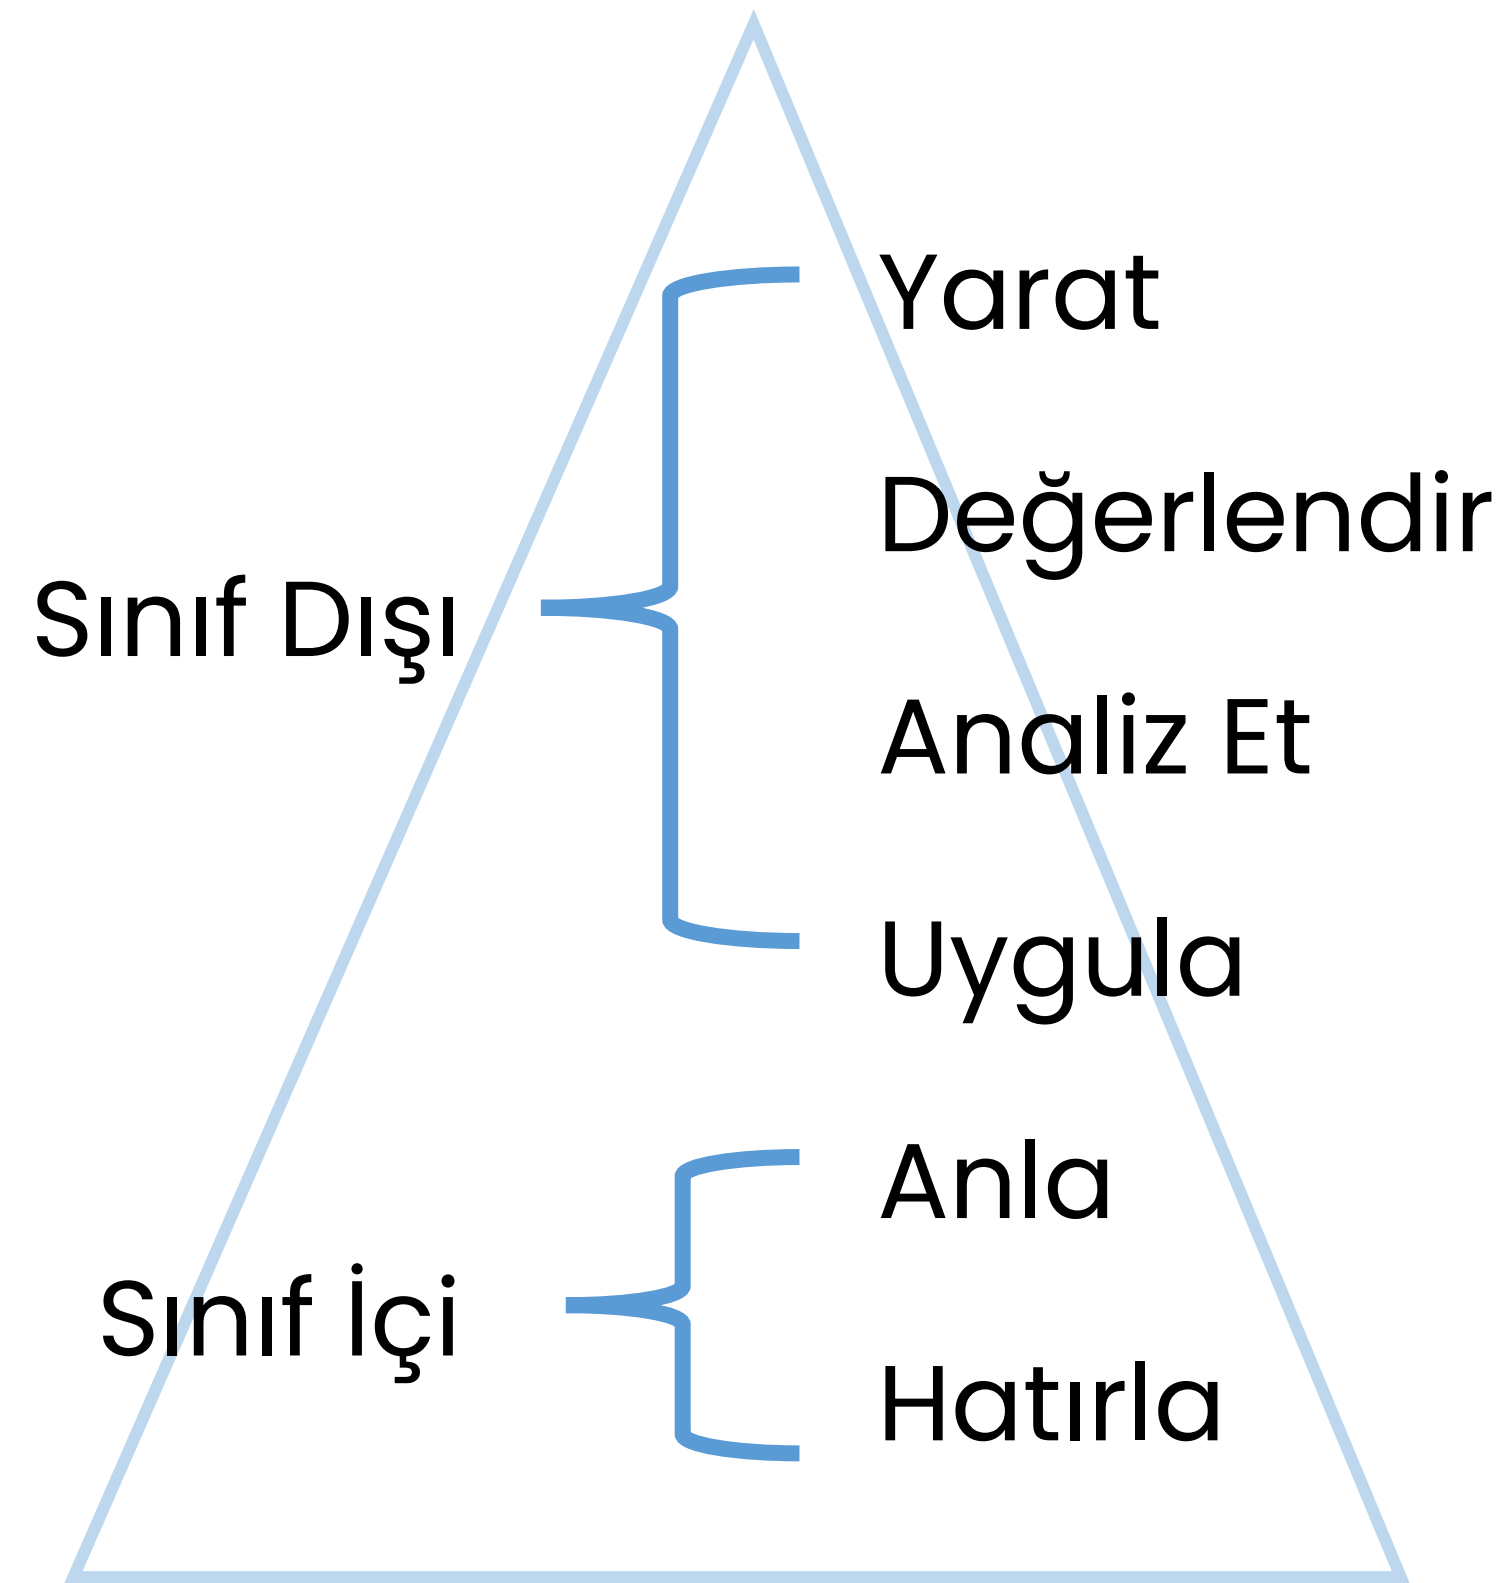 Yarat
Değerlendir
Sınıf Dışı
Analiz Et
Uygula
Anla
Sınıf İçi
Hatırla